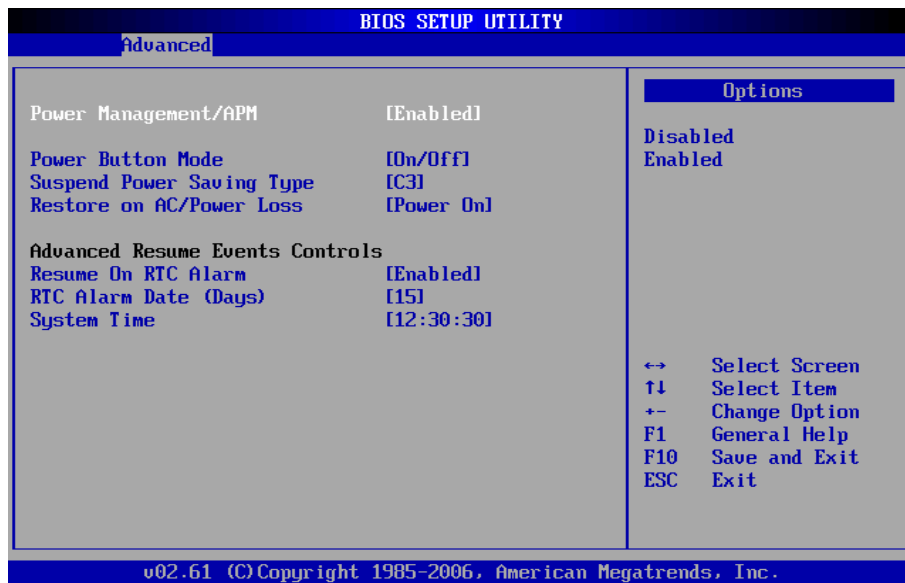 BIOS SETUP UTILITY
Advanced
Power Management/APM [Enabled]
Power Button Mode [On/Off]
Suspend Power Saving Type [C3]
Restore on AC/Power Loss [Power On]
Advanced Resume Events Controls
Resume On RTC Alarm [Enabled]
RTC Alarm Date (Days) [15]
System Time [12:30:30]
Options
Disabled
Enabled
↔ Select Screen
↑↓ Select Item
+- Change Option
F1 General Help
F10 Save and Exit
ESC Exit
v02.61 (C)Copyright 1985-2006, American Megatrends, Inc.